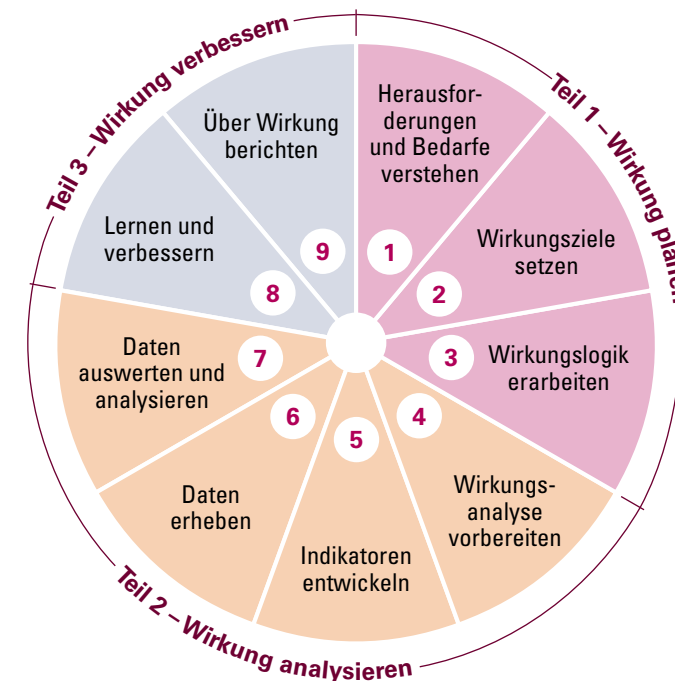 Teil 1 – Wirkung planen
Herausfor-
derungen
und Bedarfe
verstehen
1
Wirkungsziele
setzen
2
Wirkungslogik
erarbeiten
3
Teil 2 – Wirkung analysieren
Wirkungs-
analyse
vorbereiten
4
Indikatoren
entwickeln
5
Daten
erheben
6
Daten
auswerten und
analysieren
7
Teil 3 – Wirkung verbessern
Lernen und
verbessern
8
Über Wirkung
berichten
9